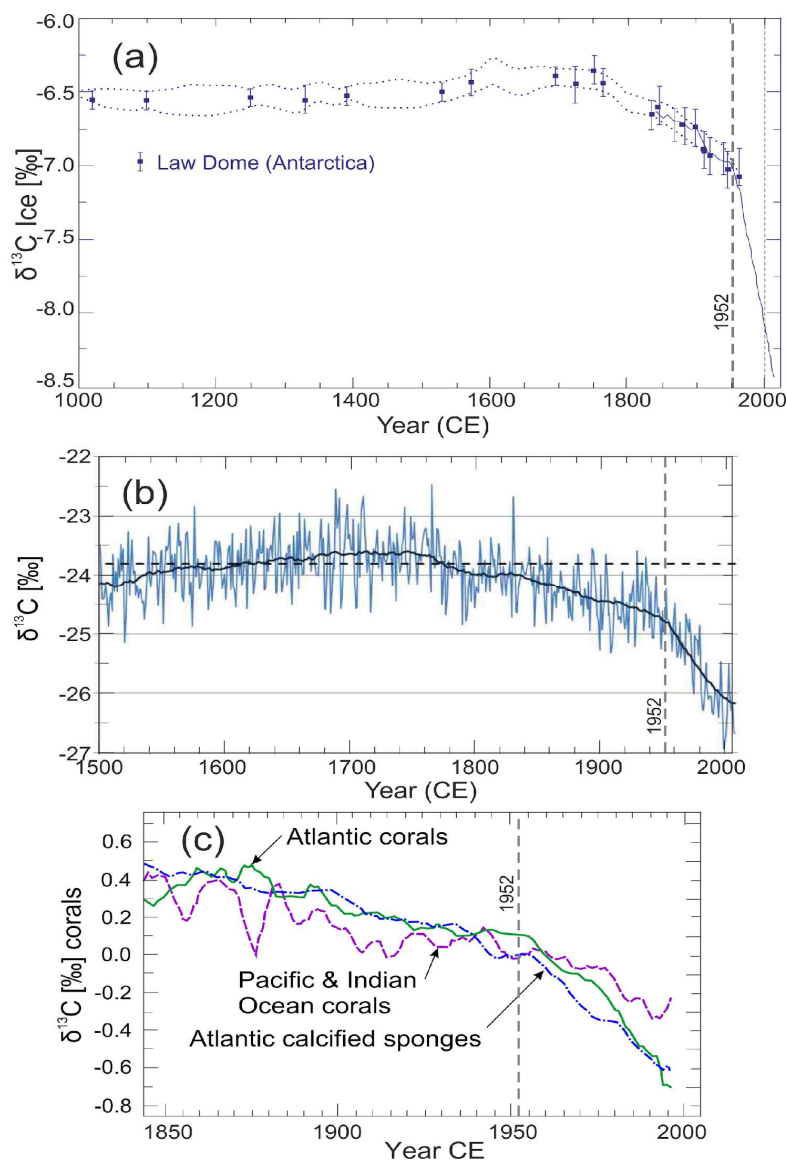 (a)
-6.0
-6.5
-7.0
-7.5
-8.0
-8.5
δ¹³C Ice [‰]
Law Dome (Antarctica)
1952
1000 1200 1400 1600 1800 2000
Year (CE)
(b)
-22
-23
-24
-25
-26
-27
δ¹³C [‰]
1952
1500 1600 1700 1800 1900 2000
Year (CE)
(c)
0.6
0.4
0.2
0.0
-0.2
-0.4
-0.6
-0.8
δ¹³C [‰] corals
Atlantic corals
1952
Pacific & Indian
Ocean corals
Atlantic calcified sponges
1850 1900 1950 2000
Year CE